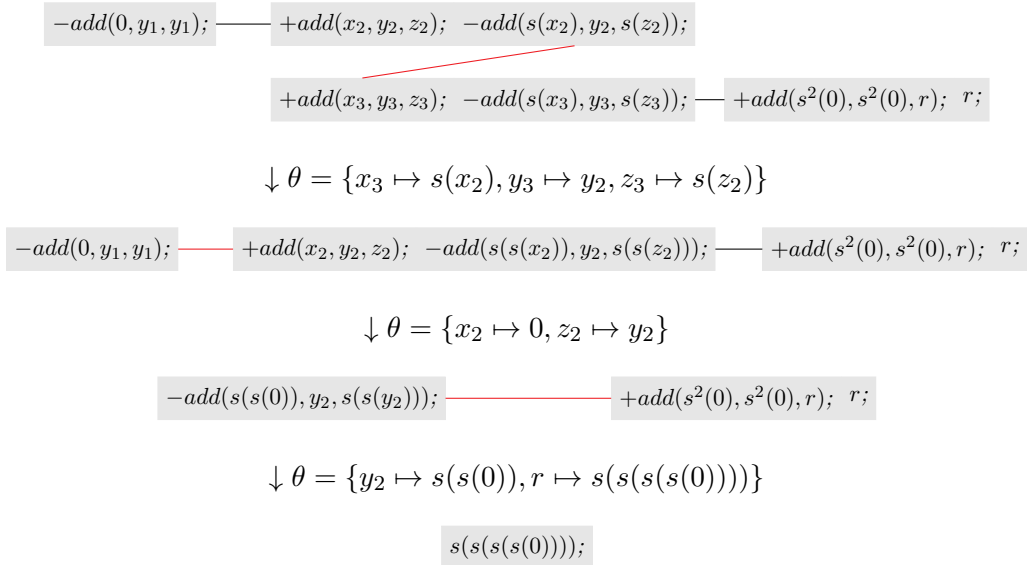 −add(0, y₁, y₁); +add(x₂, y₂, z₂); −add(s(x₂), y₂, s(z₂));
+add(x₃, y₃, z₃); −add(s(x₃), y₃, s(z₃)); +add(s²(0), s²(0), r); r;
↓ θ = {x₃ ↦ s(x₂), y₃ ↦ y₂, z₃ ↦ s(z₂)}
−add(0, y₁, y₁); +add(x₂, y₂, z₂); −add(s(s(x₂)), y₂, s(s(z₂))); +add(s²(0), s²(0), r); r;
↓ θ = {x₂ ↦ 0, z₂ ↦ y₂}
−add(s(s(0)), y₂, s(s(y₂))); +add(s²(0), s²(0), r); r;
↓ θ = {y₂ ↦ s(s(0)), r ↦ s(s(s(s(0))))}
s(s(s(s(0))));